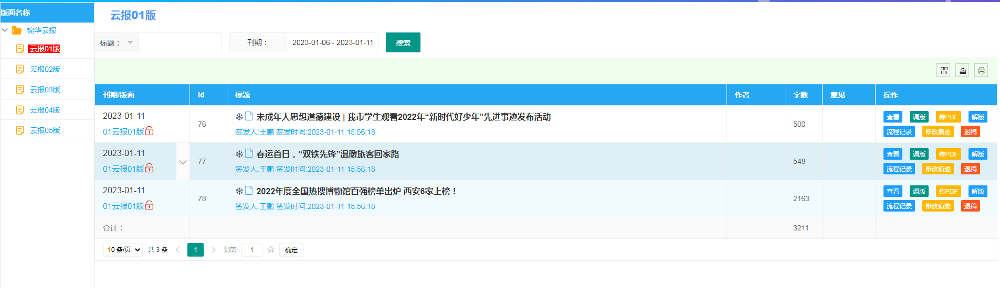 版面名称
锦华云报
云报01版
云报02版
云报03版
云报04版
云报05版
云报01版
标题： 刊期： 2023-01-06 - 2023-01-11 搜索
刊期/版面 id 标题 作者 字数 意见 操作
2023-01-11
01云报01版
76
未成年人思想道德建设 | 我市学生观看2022年“新时代好少年”先进事迹发布活动
签发人:王鹏 签发时间:2023-01-11 15:56:18
500
查看 调版 传PDF 解版
流程记录 修改痕迹 退稿
2023-01-11
01云报01版
77
春运首日，“双铁先锋”温暖旅客回家路
签发人:王鹏 签发时间:2023-01-11 15:56:18
548
查看 调版 传PDF 解版
流程记录 修改痕迹 退稿
2023-01-11
01云报01版
78
2022年度全国热搜博物馆百强榜单出炉 西安6家上榜！
签发人:王鹏 签发时间:2023-01-11 15:56:18
2163
查看 调版 传PDF 解版
流程记录 修改痕迹 退稿
合计： 3211
10 条/页 共 3 条 1 到第 1 页 确定